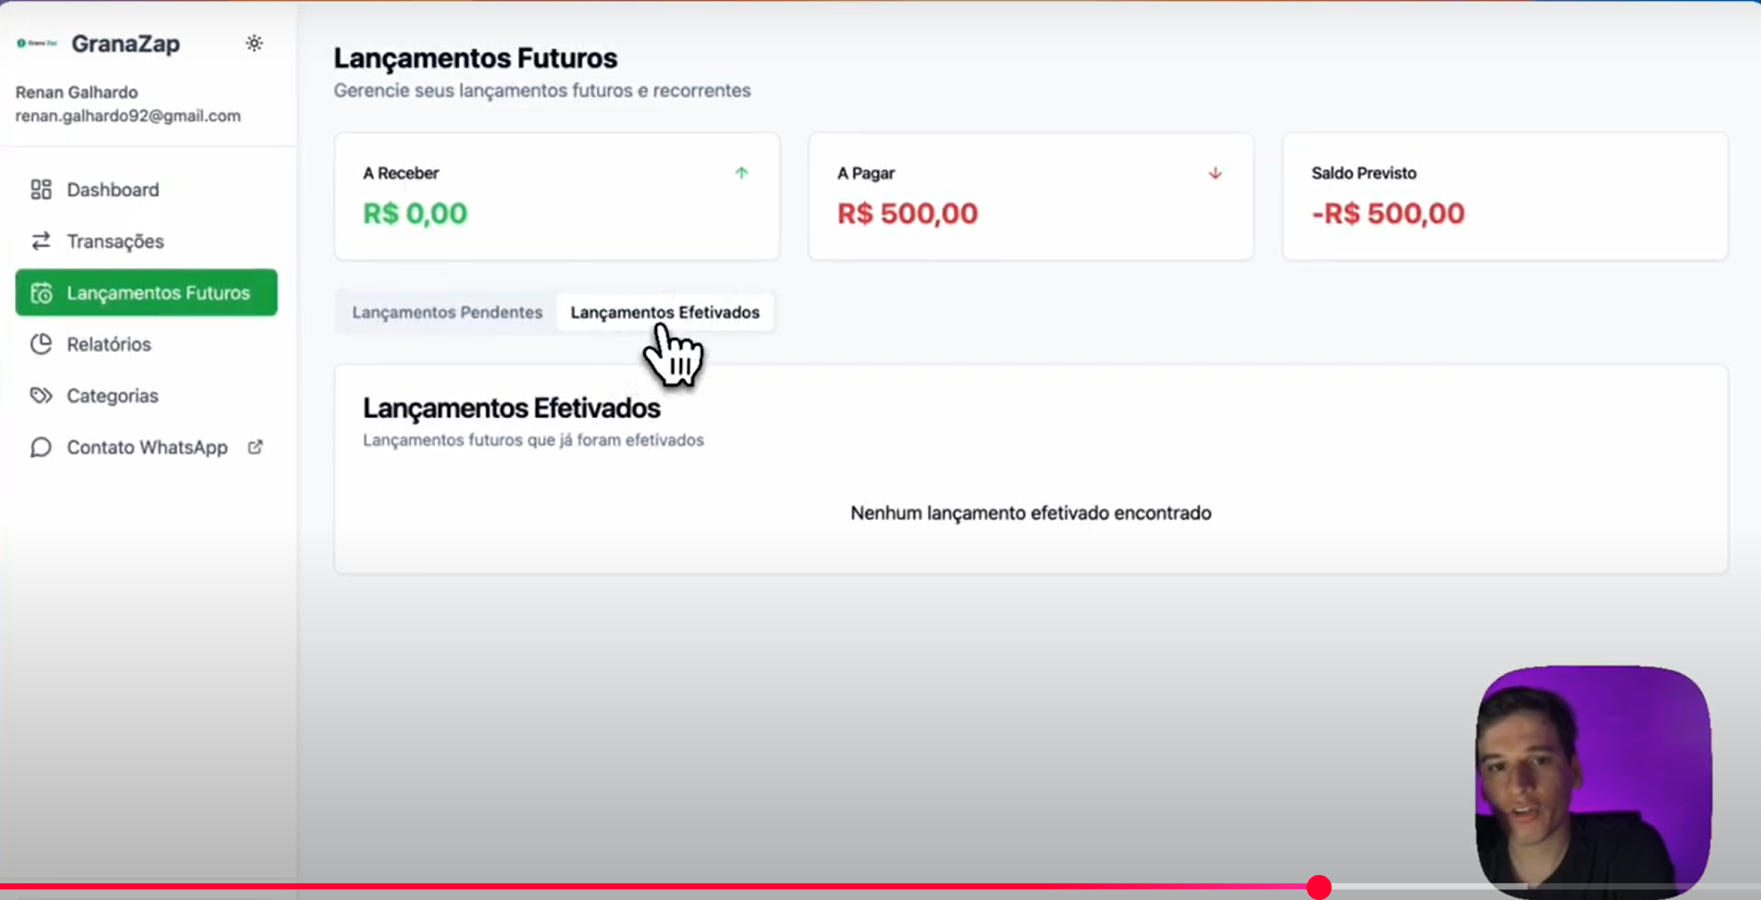 GranaZap
Renan Galhardo
renan.galhardo92@gmail.com
Dashboard
Transações
Lançamentos Futuros
Relatórios
Categorias
Contato WhatsApp
Lançamentos Futuros
Gerencie seus lançamentos futuros e recorrentes
A Receber
R$ 0,00
A Pagar
R$ 500,00
Saldo Previsto
-R$ 500,00
Lançamentos Pendentes
Lançamentos Efetivados
Lançamentos Efetivados
Lançamentos futuros que já foram efetivados
Nenhum lançamento efetivado encontrado